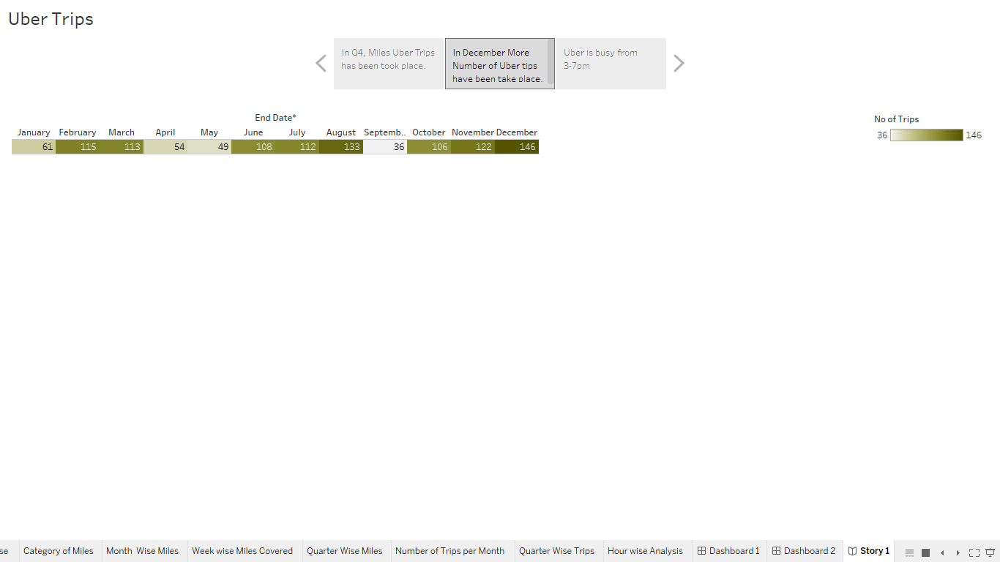 Uber Trips
In Q4, Miles Uber Trips
has been took place.
In December More
Number of Uber tips
have been take place.
Uber is busy from
3-7pm
End Date*
January February March April May June July August Septemb.. October November December
61 115 113 54 49 108 112 133 36 106 122 146
No of Trips
36 146
se Category of Miles Month  Wise Miles Week wise Miles Covered Quarter Wise Miles Number of Trips per Month Quarter Wise Trips Hour wise Analysis Dashboard 1 Dashboard 2 Story 1